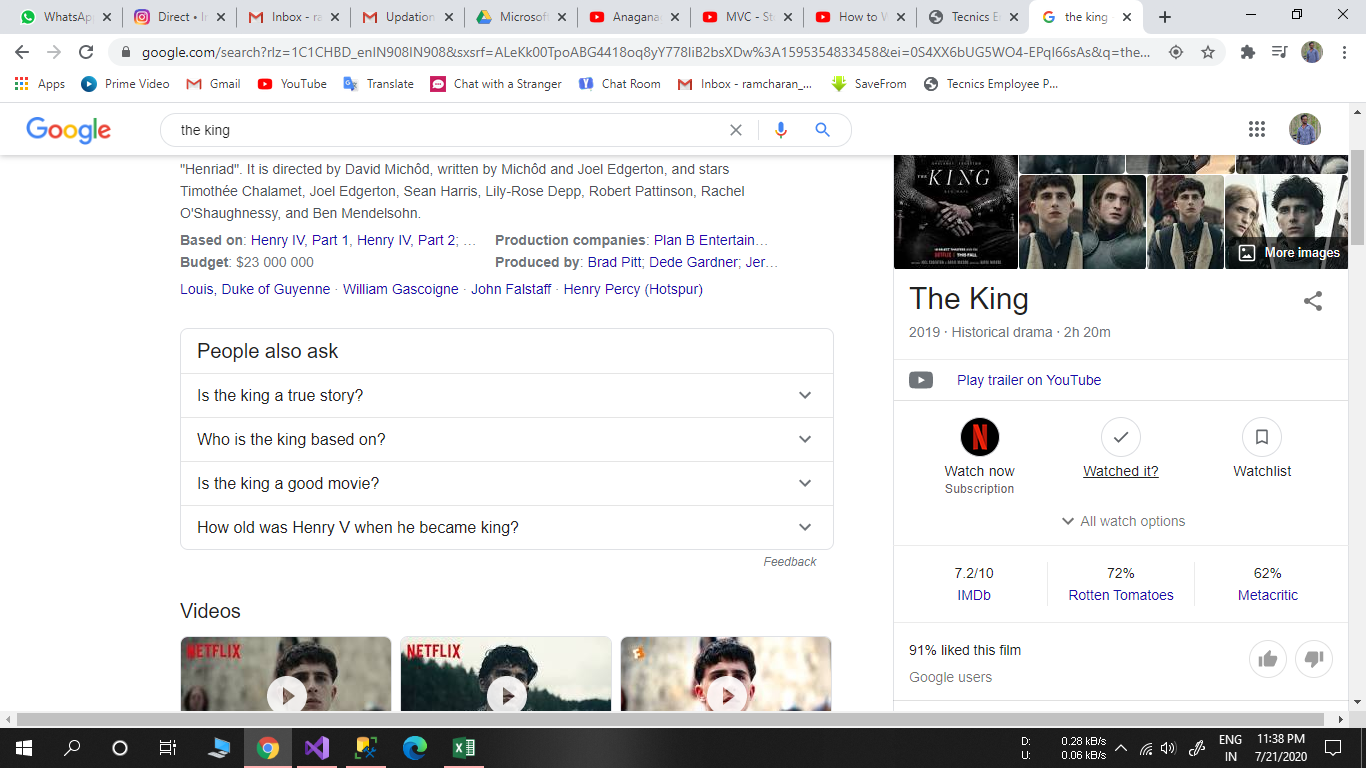 WhatsAp
Direct • I
Inbox - ra
Updation
Microsof
Anagana
MVC - St
How to V
Tecnics E
the king
google.com/search?rlz=1C1CHBD_enIN908IN908&sxsrf=ALeKk00TpoABG4418oq8yY778IiB2bsXDw%3A1595354833458&ei=0S4XX6bUG5WO4-EPqI66sAs&q=the...
Apps
Prime Video
Gmail
YouTube
Translate
Chat with a Stranger
Chat Room
Inbox - ramcharan_...
SaveFrom
Tecnics Employee P...
Google
the king
"Henriad". It is directed by David Michôd, written by Michôd and Joel Edgerton, and stars
Timothée Chalamet, Joel Edgerton, Sean Harris, Lily-Rose Depp, Robert Pattinson, Rachel
O'Shaughnessy, and Ben Mendelsohn.
Based on: Henry IV, Part 1, Henry IV, Part 2; ...
Production companies: Plan B Entertain...
Budget: $23 000 000
Produced by: Brad Pitt; Dede Gardner; Jer...
Louis, Duke of Guyenne · William Gascoigne · John Falstaff · Henry Percy (Hotspur)
People also ask
Is the king a true story?
Who is the king based on?
Is the king a good movie?
How old was Henry V when he became king?
Feedback
Videos
NETFLIX
NETFLIX
THE KING
THIS FALL
More images
The King
2019 · Historical drama · 2h 20m
Play trailer on YouTube
Watch now
Subscription
Watched it?
Watchlist
All watch options
7.2/10
IMDb
72%
Rotten Tomatoes
62%
Metacritic
91% liked this film
Google users
D: 0.28 kB/s
U: 0.06 kB/s
ENG
IN
11:38 PM
7/21/2020